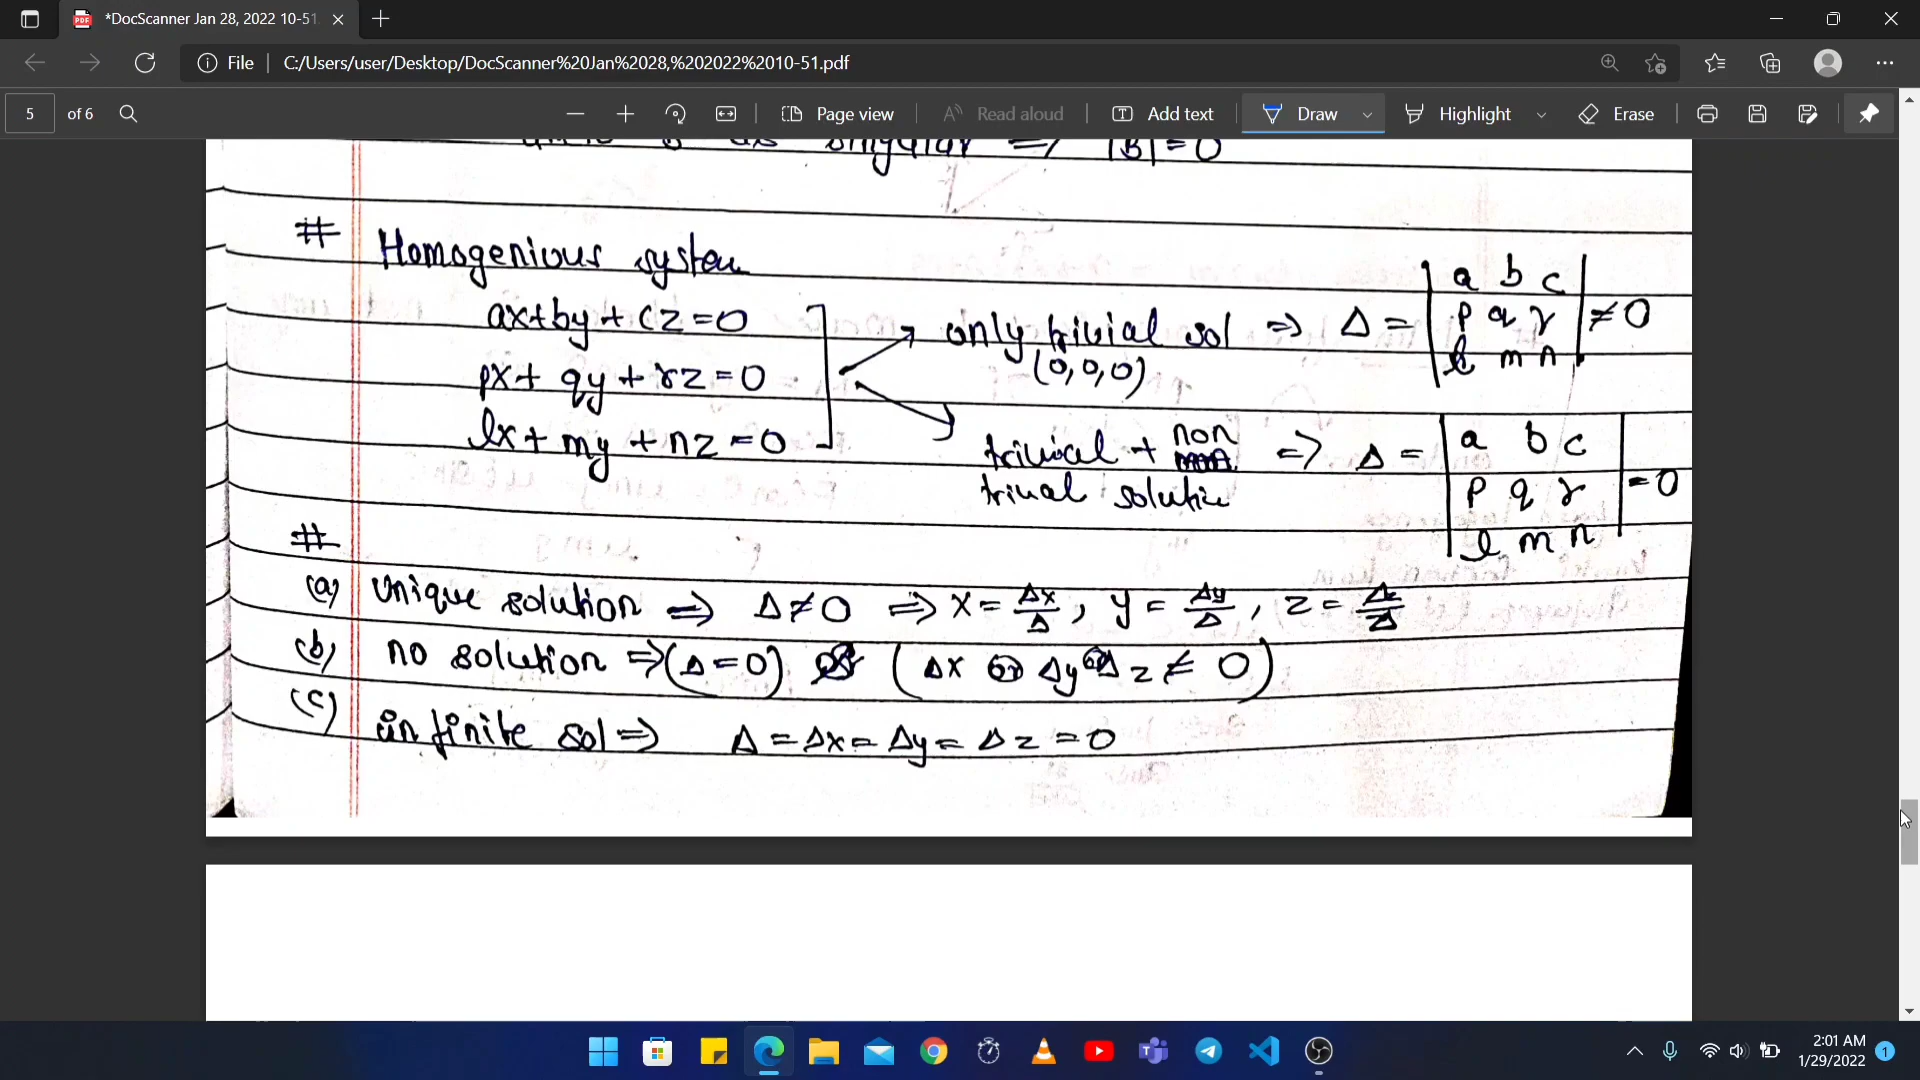 *DocScanner Jan 28, 2022 10-51
File C:/Users/user/Desktop/DocScanner%20Jan%2028,%202022%2010-51.pdf
5 of 6 Page view Read aloud Add text Draw Highlight Erase
singular => |B| = 0
# Homogenious system
ax+by+cz=0
px+qy+rz=0
lx+my+nz=0
only trivial sol => Δ = | a b c | p q r | l m n | ≠ 0
(0,0,0)
trivial + non => Δ = | a b c | p q r | l m n | = 0
trival solutin
#
(a) Unique solution => Δ≠0 => x = Δx/Δ , y = Δy/Δ , z = Δz/Δ
(b) no solution => (Δ=0) & (Δx or Δy or Δz ≠ 0)
(c) infinite sol => Δ = Δx = Δy = Δz = 0
2:01 AM
1/29/2022
1